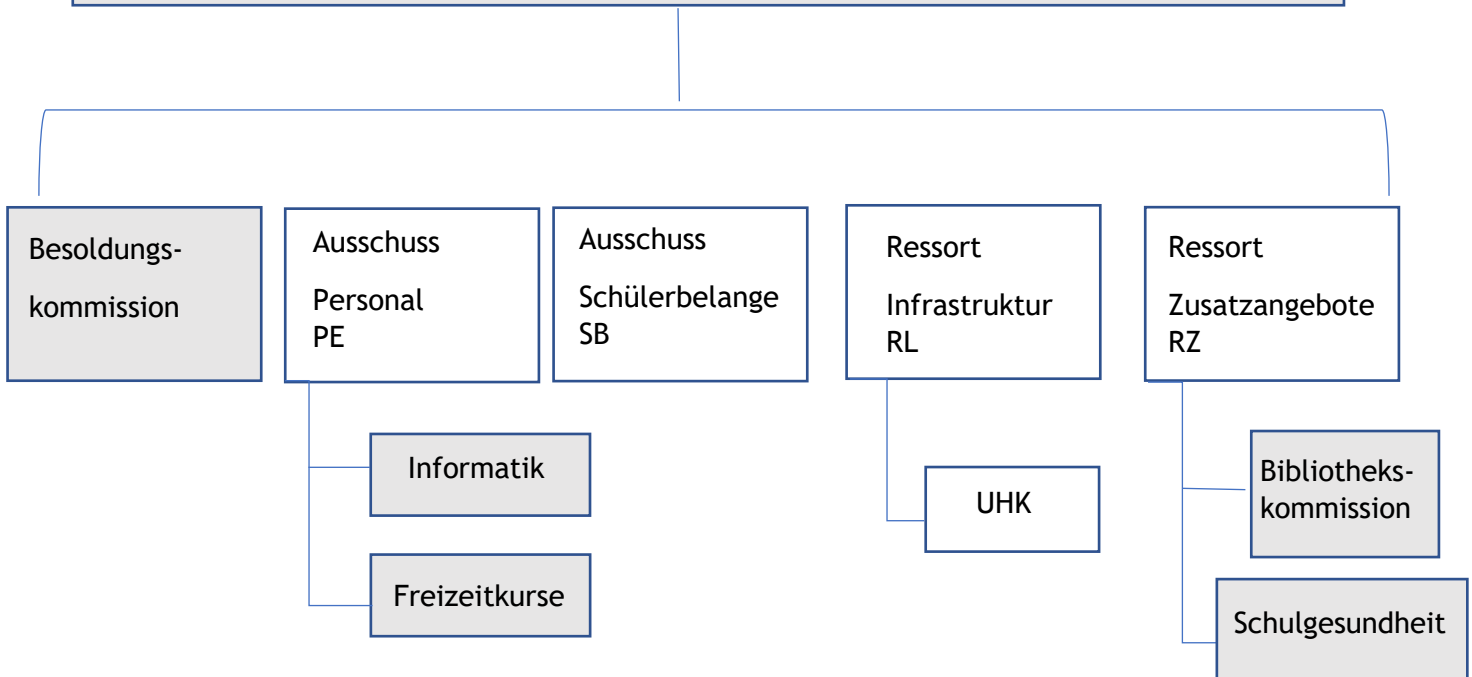 Besoldungs-
kommission
Ausschuss
Personal
PE
Ausschuss
Schülerbelange
SB
Ressort
Infrastruktur
RL
Ressort
Zusatzangebote
RZ
Informatik
Freizeitkurse
UHK
Bibliotheks-
kommission
Schulgesundheit